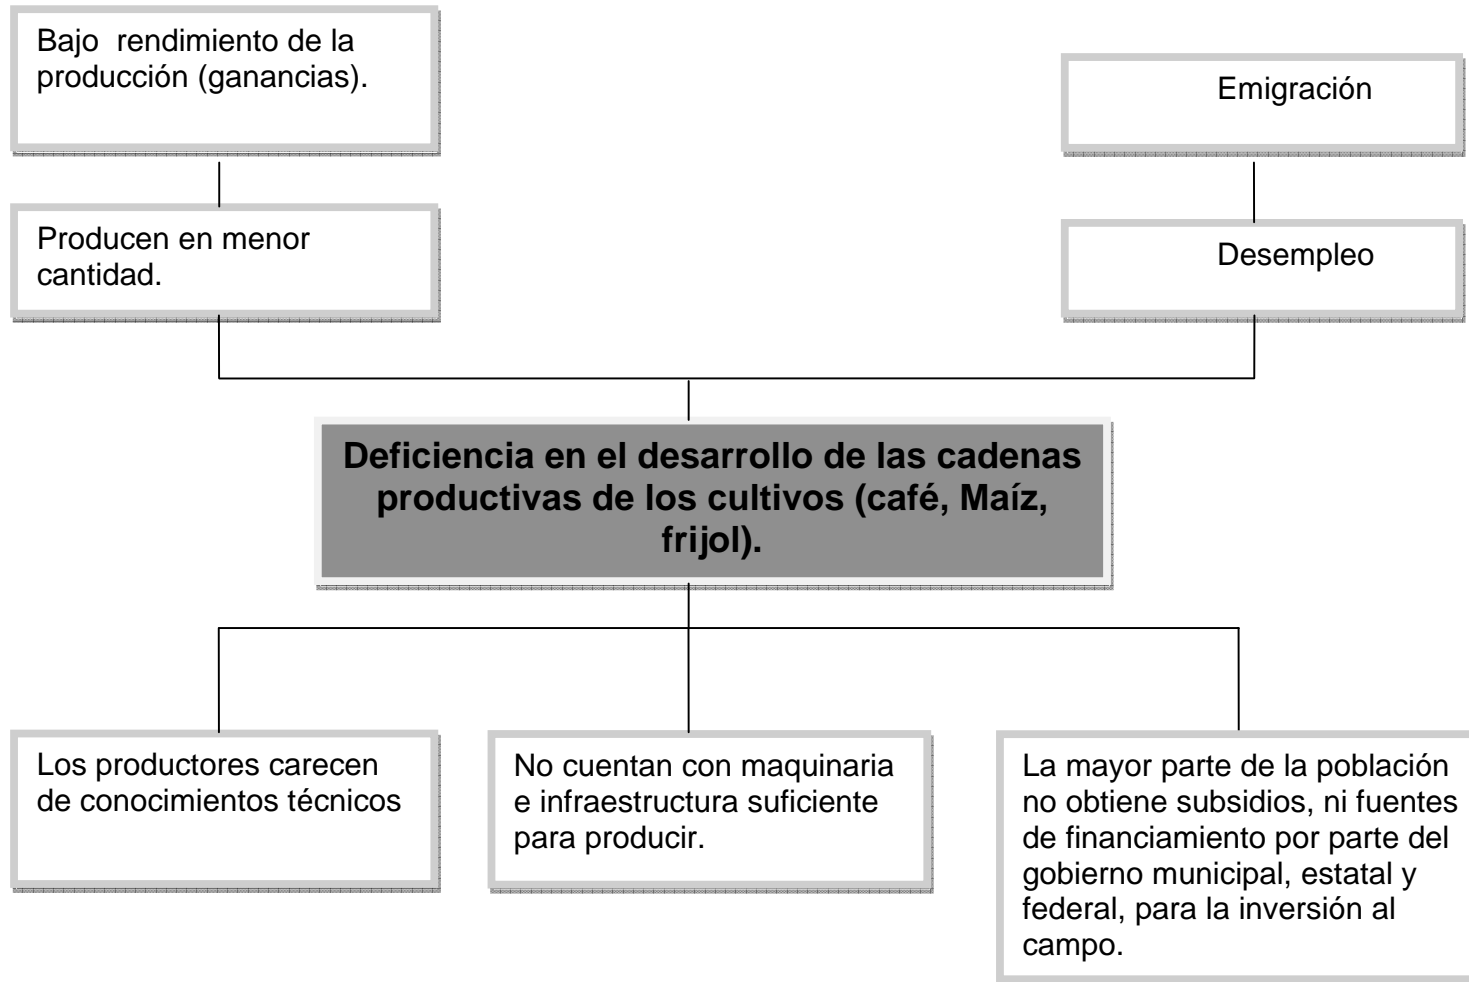 Bajo rendimiento de la
producción (ganancias).
Emigración
Producen en menor
cantidad.
Desempleo
Deficiencia en el desarrollo de las cadenas
productivas de los cultivos (café, Maíz,
frijol).
Los productores carecen
de conocimientos técnicos
No cuentan con maquinaria
e infraestructura suficiente
para producir.
La mayor parte de la población
no obtiene subsidios, ni fuentes
de financiamiento por parte del
gobierno municipal, estatal y
federal, para la inversión al
campo.